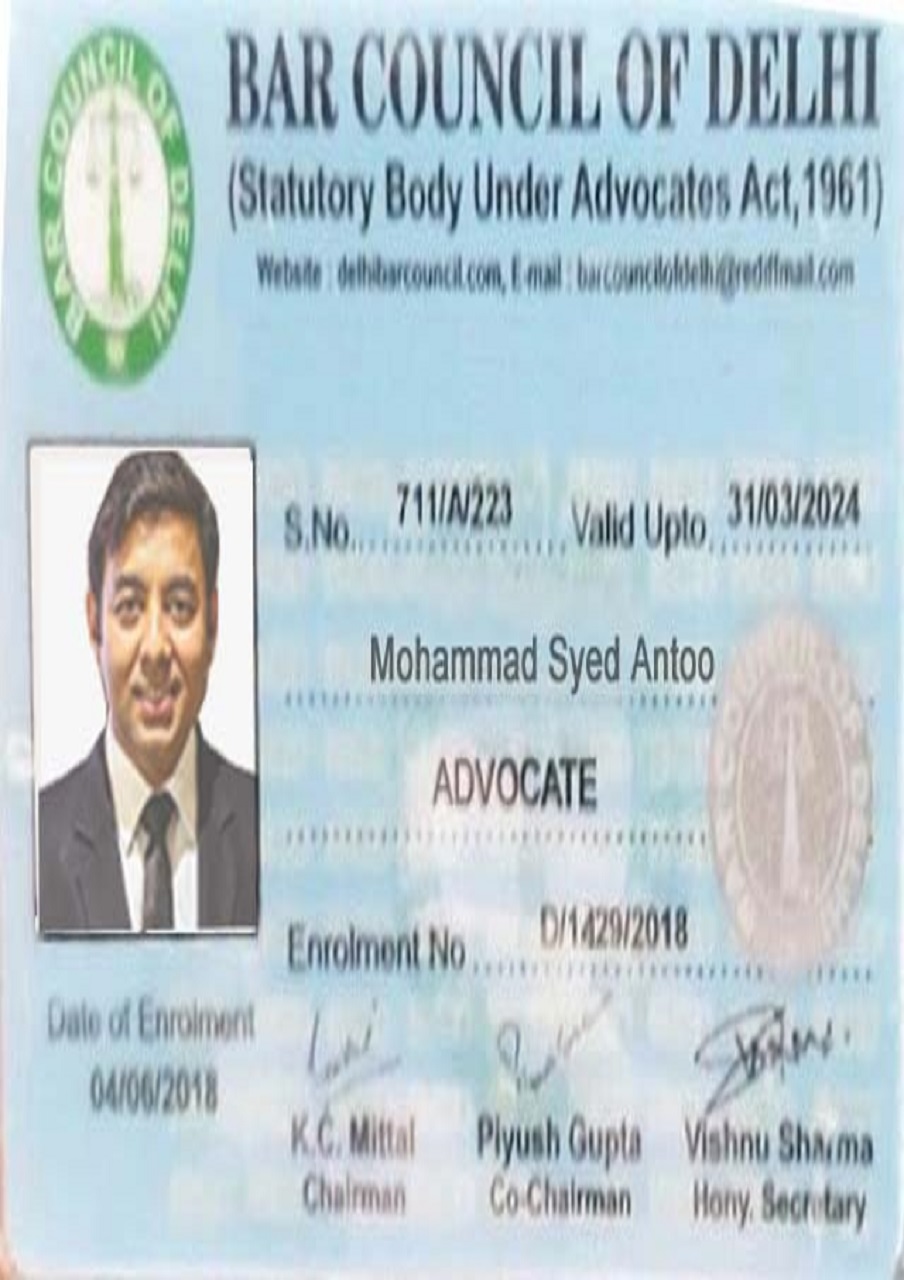 BAR COUNCIL OF DELHI
BAR COUNCIL OF DELHI
(Statutory Body Under Advocates Act,1961)
Website : delhibarcouncil.com, E-mail : barcouncilofdelhi@rediffmail.com
S.No.. 711/A/223 Valid Upto 31/03/2024
Mohammad Syed Antoo
ADVOCATE
Enrolment No D/1429/2018
Date of Enrolment
04/06/2018
K.C. Mittal Piyush Gupta Vishnu Sharma
Chairman Co-Chairman Hony. Secretary